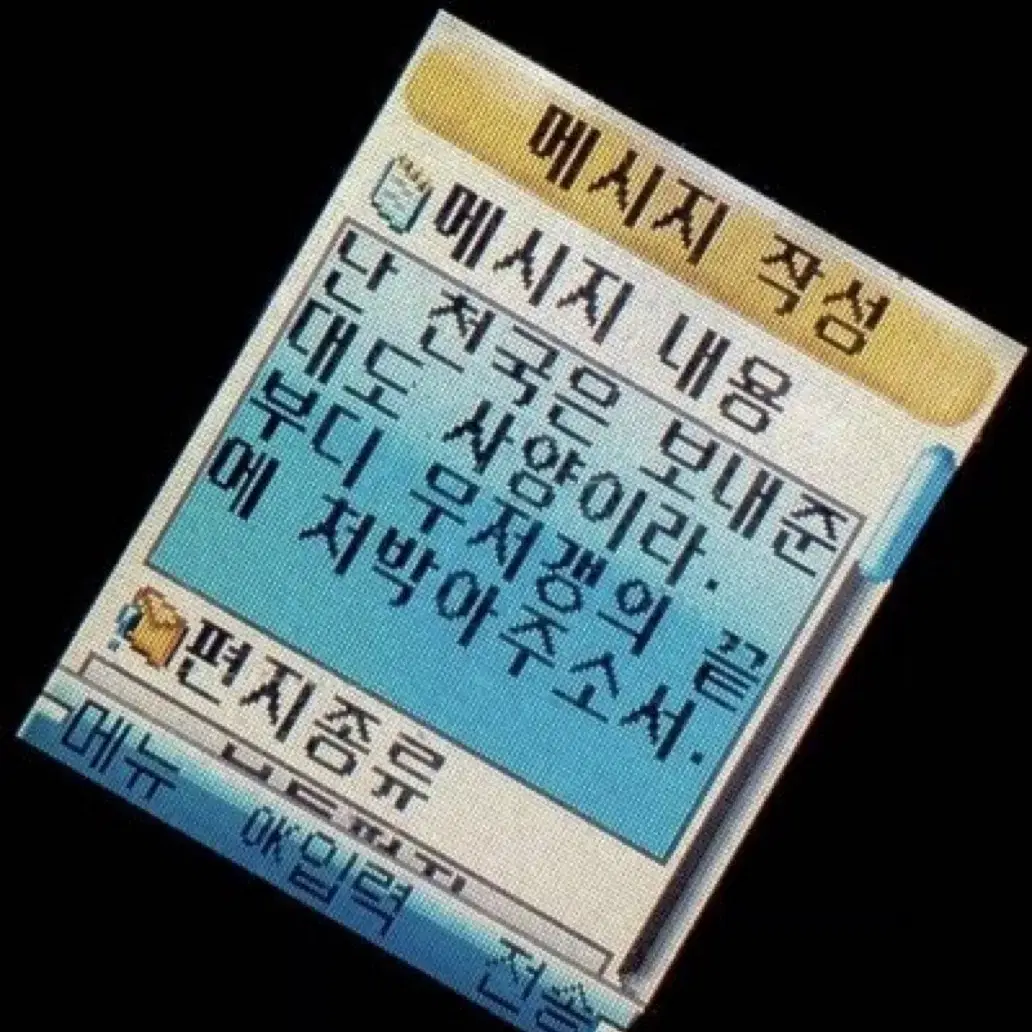 메시지 작성
메시지 내용
난 천국은 보내준
대도 사양이라.
부디 무저갱의 끝
에 처박아주소서.
편지종류
메뉴
OK입력
전송